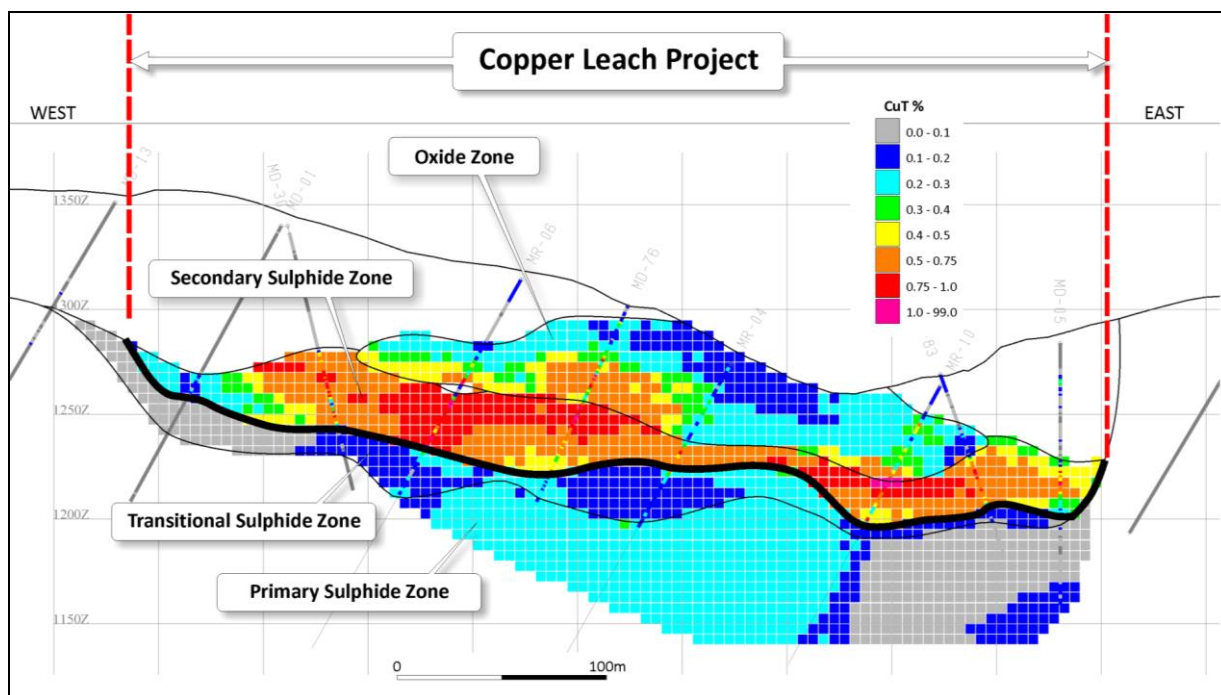 Copper Leach Project
WEST
EAST
CuT %
0.0 - 0.1
0.1 - 0.2
0.2 - 0.3
0.3 - 0.4
0.4 - 0.5
0.5 - 0.75
0.75 - 1.0
1.0 - 99.0
Oxide Zone
MD-13
MD-01
1350Z
MR-06
Secondary Sulphide Zone
MD-76
MD-05
1300Z
MR-04
83
MR-10
1250Z
Transitional Sulphide Zone
1200Z
Primary Sulphide Zone
1150Z
0
100m